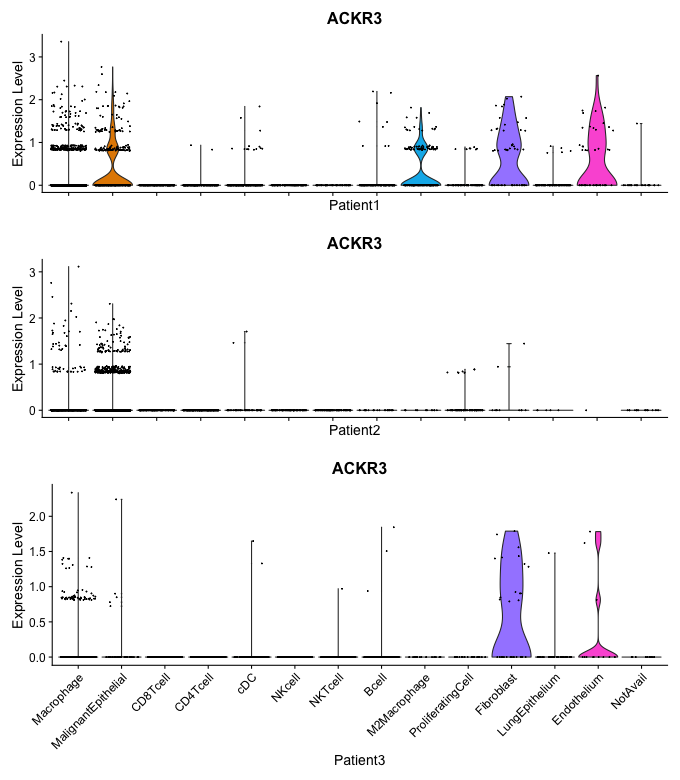 ACKR3
Expression Level
3
2
1
0
Patient1
ACKR3
Expression Level
3
2
1
0
Patient2
ACKR3
Expression Level
2.0
1.5
1.0
0.5
0.0
Macrophage
MalignantEpithelial
CD8Tcell
CD4Tcell
cDC
NKcell
NKTcell
Bcell
M2Macrophage
ProliferatingCell
Fibroblast
LungEpithelium
Endothelium
NotAvail
Patient3